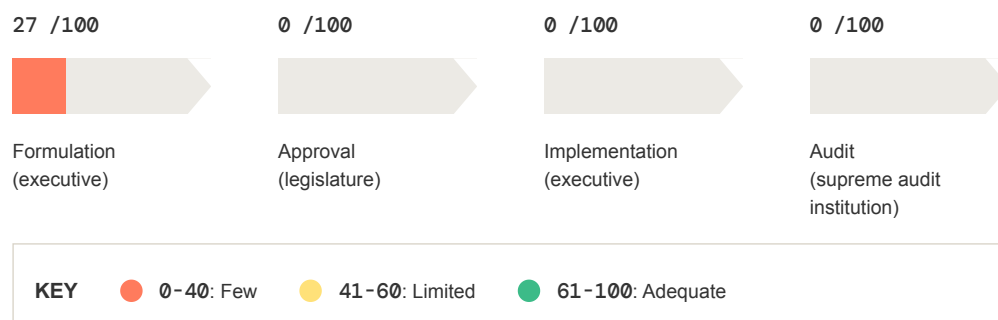 27 /100
0 /100
0 /100
0 /100
Formulation
(executive)
Approval
(legislature)
Implementation
(executive)
Audit
(supreme audit
institution)
KEY
0-40: Few
41-60: Limited
61-100: Adequate